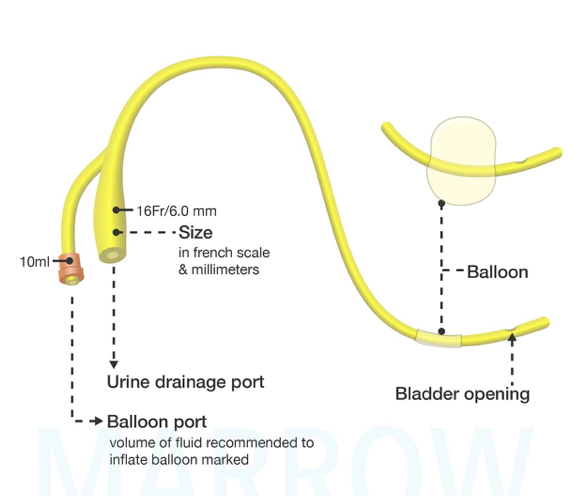 16Fr/6.0 mm
Size
in french scale
& millimeters
10ml
Balloon
Urine drainage port
Bladder opening
Balloon port
volume of fluid recommended to
inflate balloon marked
MARROW